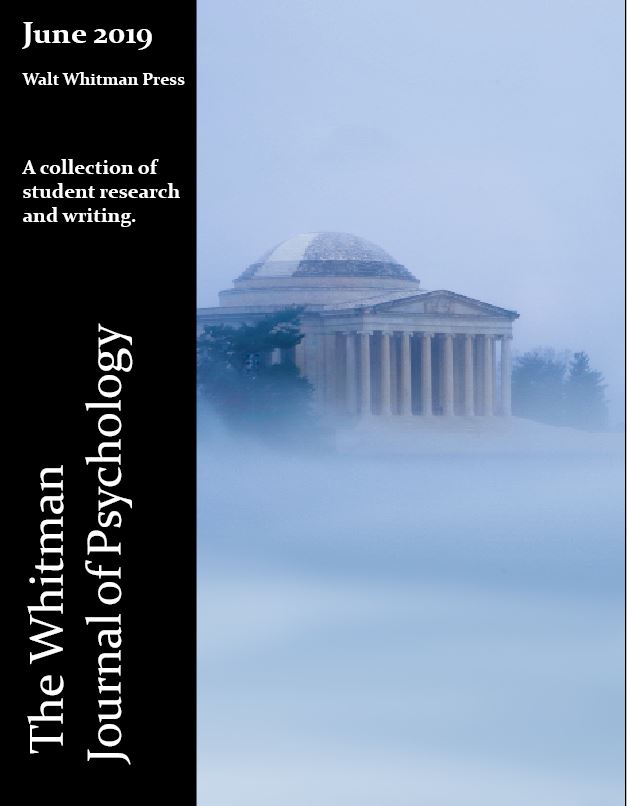 June 2019
Walt Whitman Press
A collection of
student research
and writing.
The Whitman
Journal of Psychology